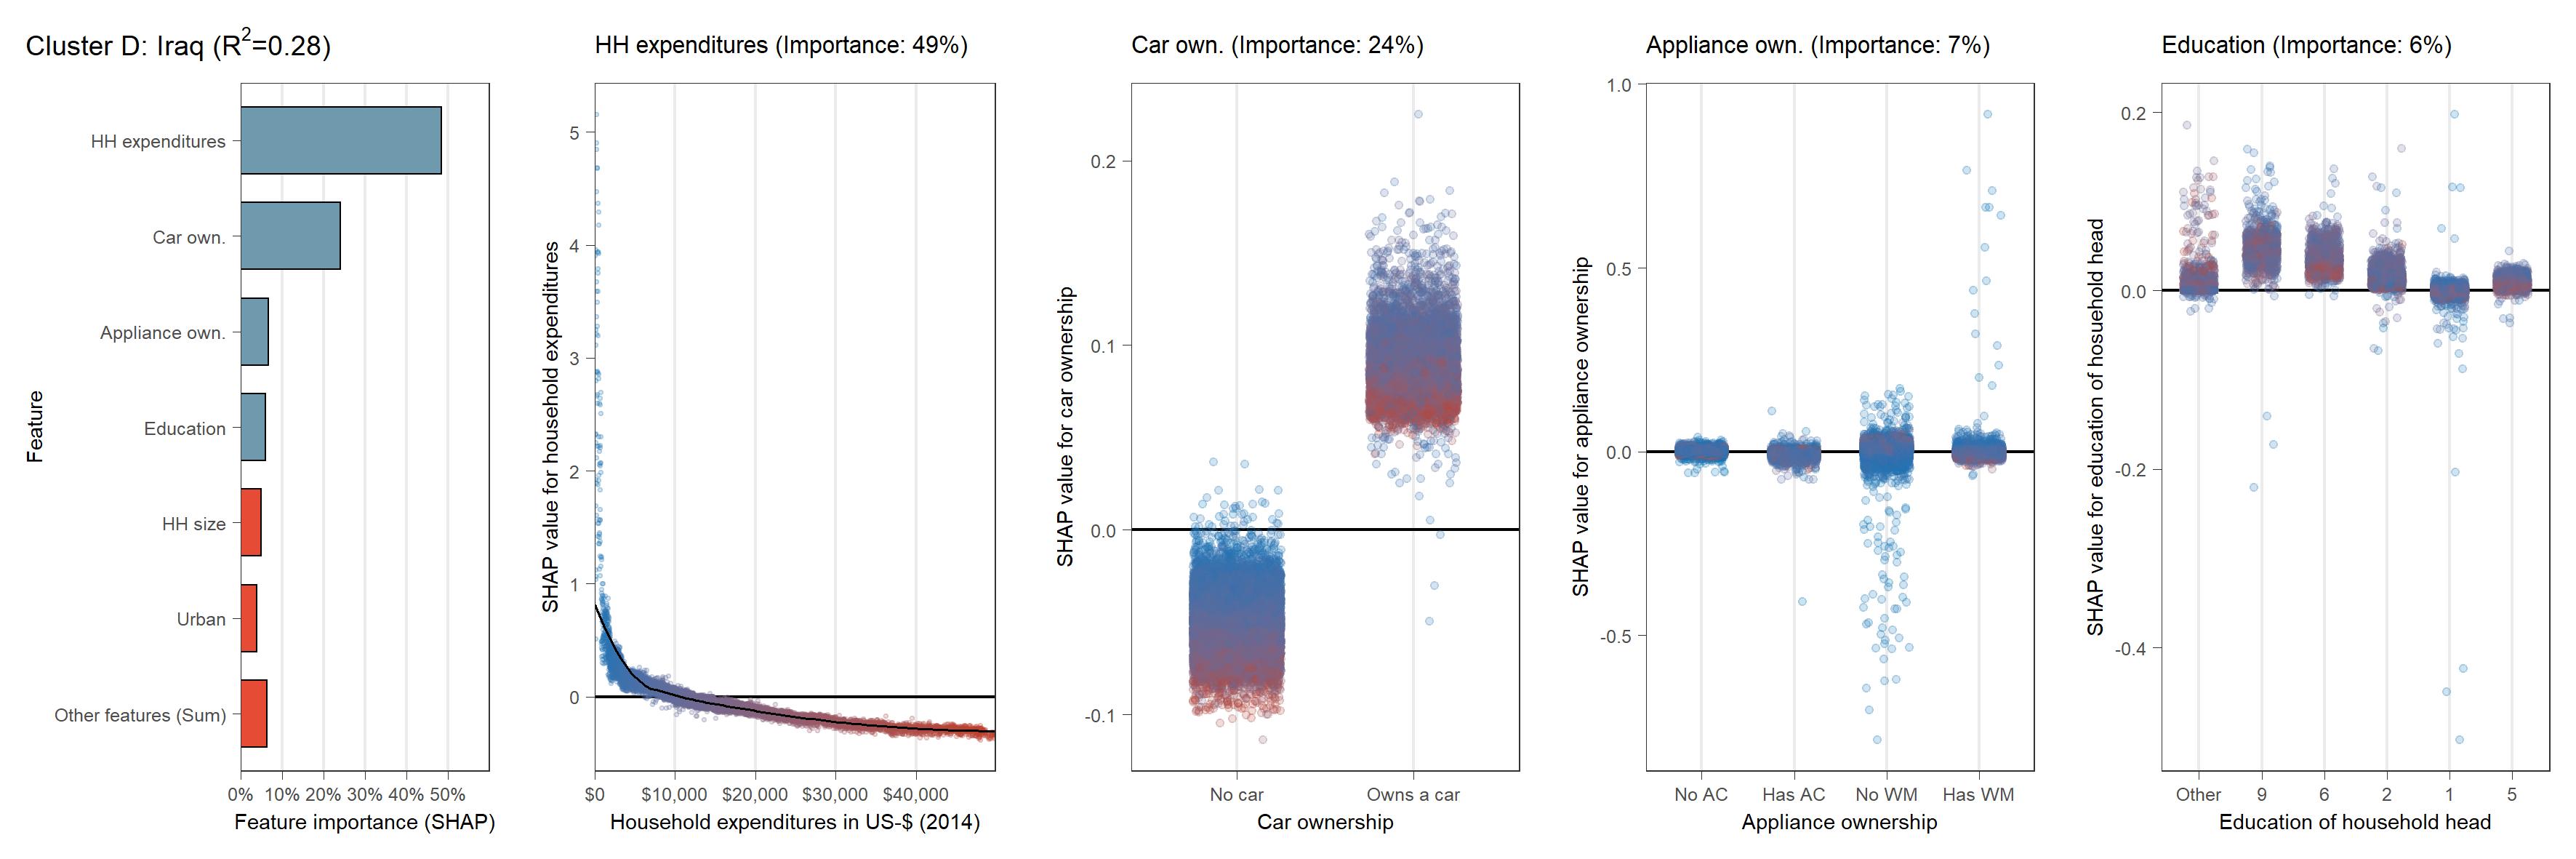 Cluster D: Iraq (R²=0.28)
Feature
HH expenditures
Car own.
Appliance own.
Education
HH size
Urban
Other features (Sum)
0% 10% 20% 30% 40% 50%
Feature importance (SHAP)
HH expenditures (Importance: 49%)
SHAP value for household expenditures
5
4
3
2
1
0
$0 $10,000 $20,000 $30,000 $40,000
Household expenditures in US-$ (2014)
Car own. (Importance: 24%)
SHAP value for car ownership
0.2
0.1
0.0
-0.1
No car Owns a car
Car ownership
Appliance own. (Importance: 7%)
SHAP value for appliance ownership
1.0
0.5
0.0
-0.5
No AC Has AC No WM Has WM
Appliance ownership
Education (Importance: 6%)
SHAP value for education of household head
0.2
0.0
-0.2
-0.4
Other 9 6 2 1 5
Education of household head